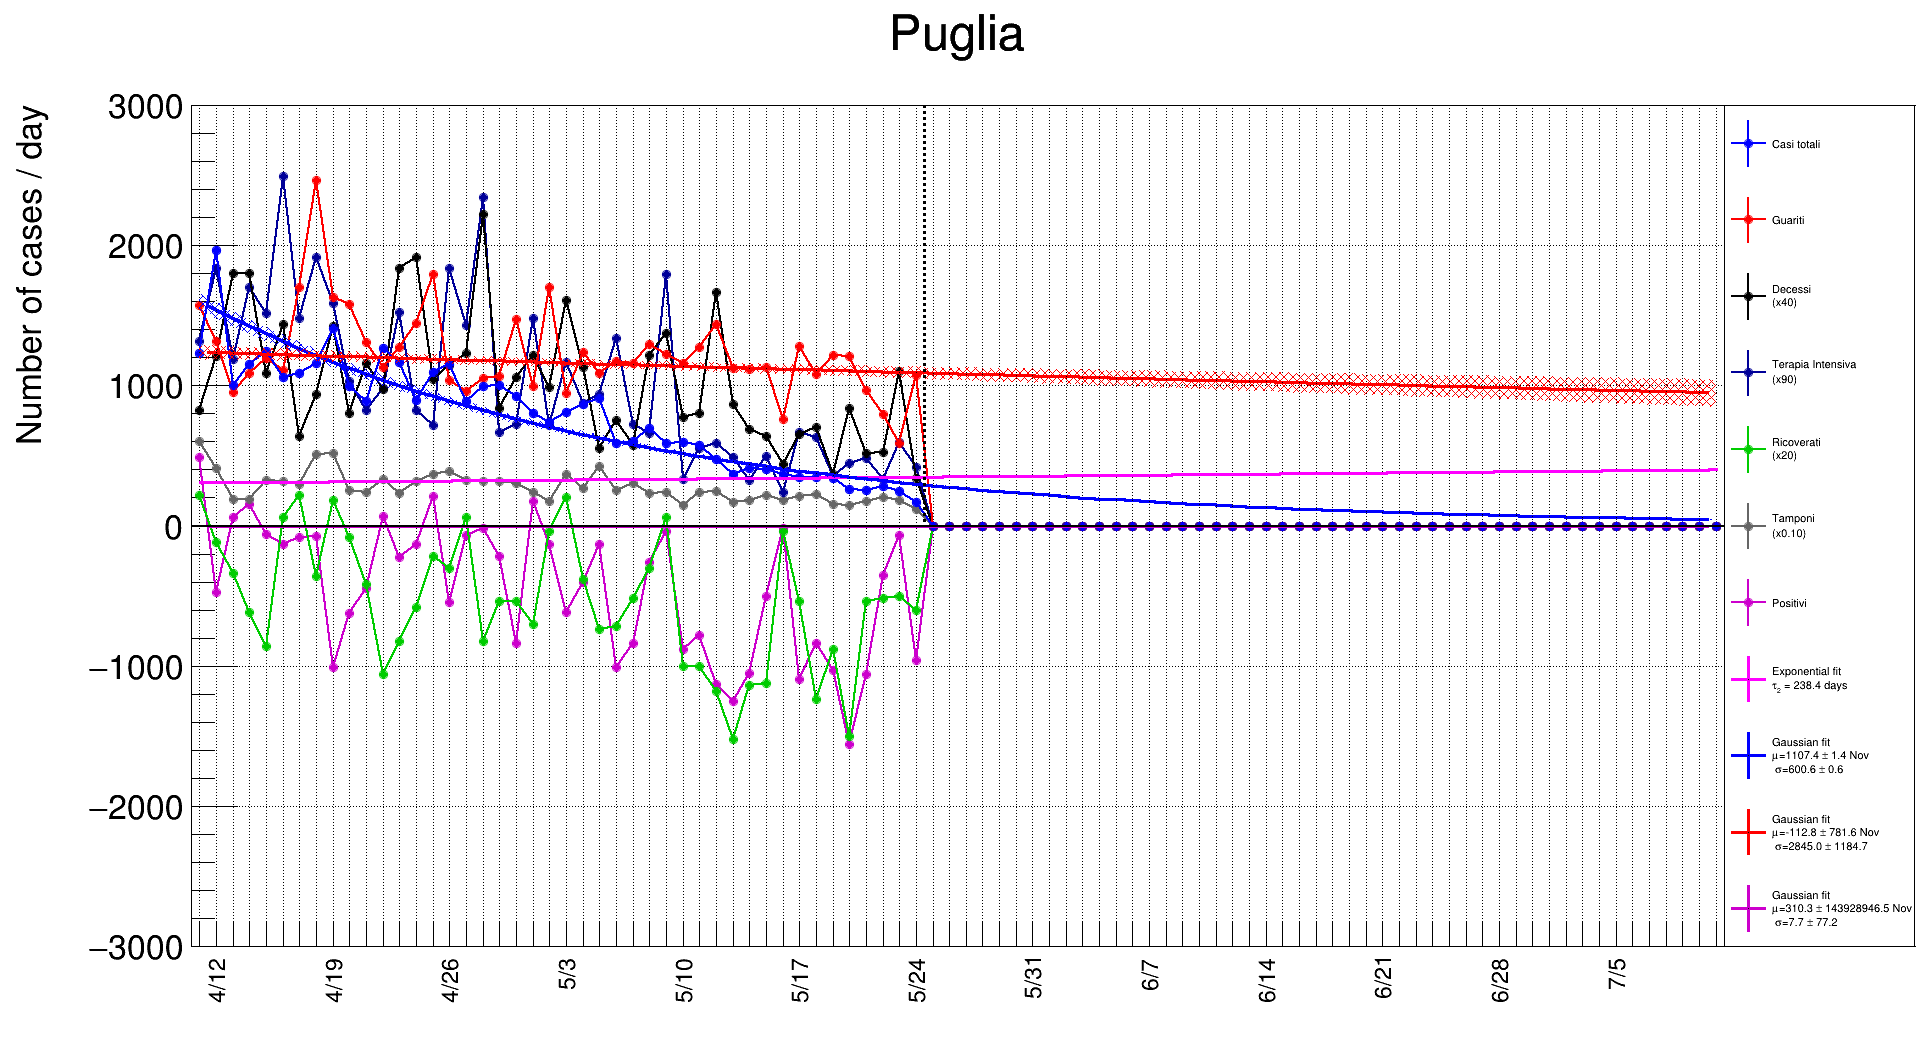 Puglia
Number of cases / day
3000
2000
1000
0
−1000
−2000
−3000
4/12
4/19
4/26
5/3
5/10
5/17
5/24
5/31
6/7
6/14
6/21
6/28
7/5
Casi totali
Guariti
Decessi
(x40)
Terapia Intensiva
(x90)
Ricoverati
(x20)
Tamponi
(x0.10)
Positivi
Exponential fit
τ2 = 238.4 days
Gaussian fit
μ=1107.4 ± 1.4 Nov
σ=600.6 ± 0.6
Gaussian fit
μ=-112.8 ± 781.6 Nov
σ=2845.0 ± 1184.7
Gaussian fit
μ=310.3 ± 143928946.5 Nov
σ=7.7 ± 77.2